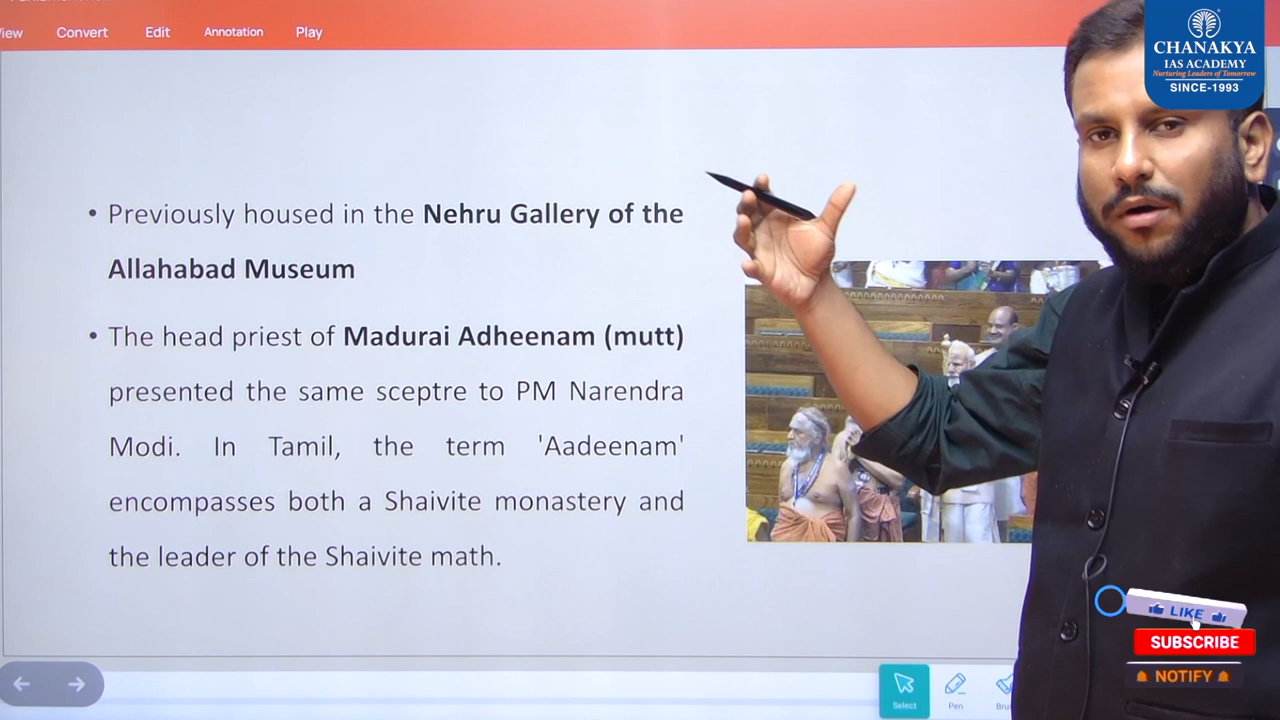 View Convert Edit Annotation Play
CHANAKYA
IAS ACADEMY
Nurturing Leaders of Tomorrow
SINCE-1993
• Previously housed in the Nehru Gallery of the
Allahabad Museum
• The head priest of Madurai Adheenam (mutt)
presented the same sceptre to PM Narendra
Modi. In Tamil, the term 'Aadeenam'
encompasses both a Shaivite monastery and
the leader of the Shaivite math.
LIKE
SUBSCRIBE
NOTIFY
Select Pen